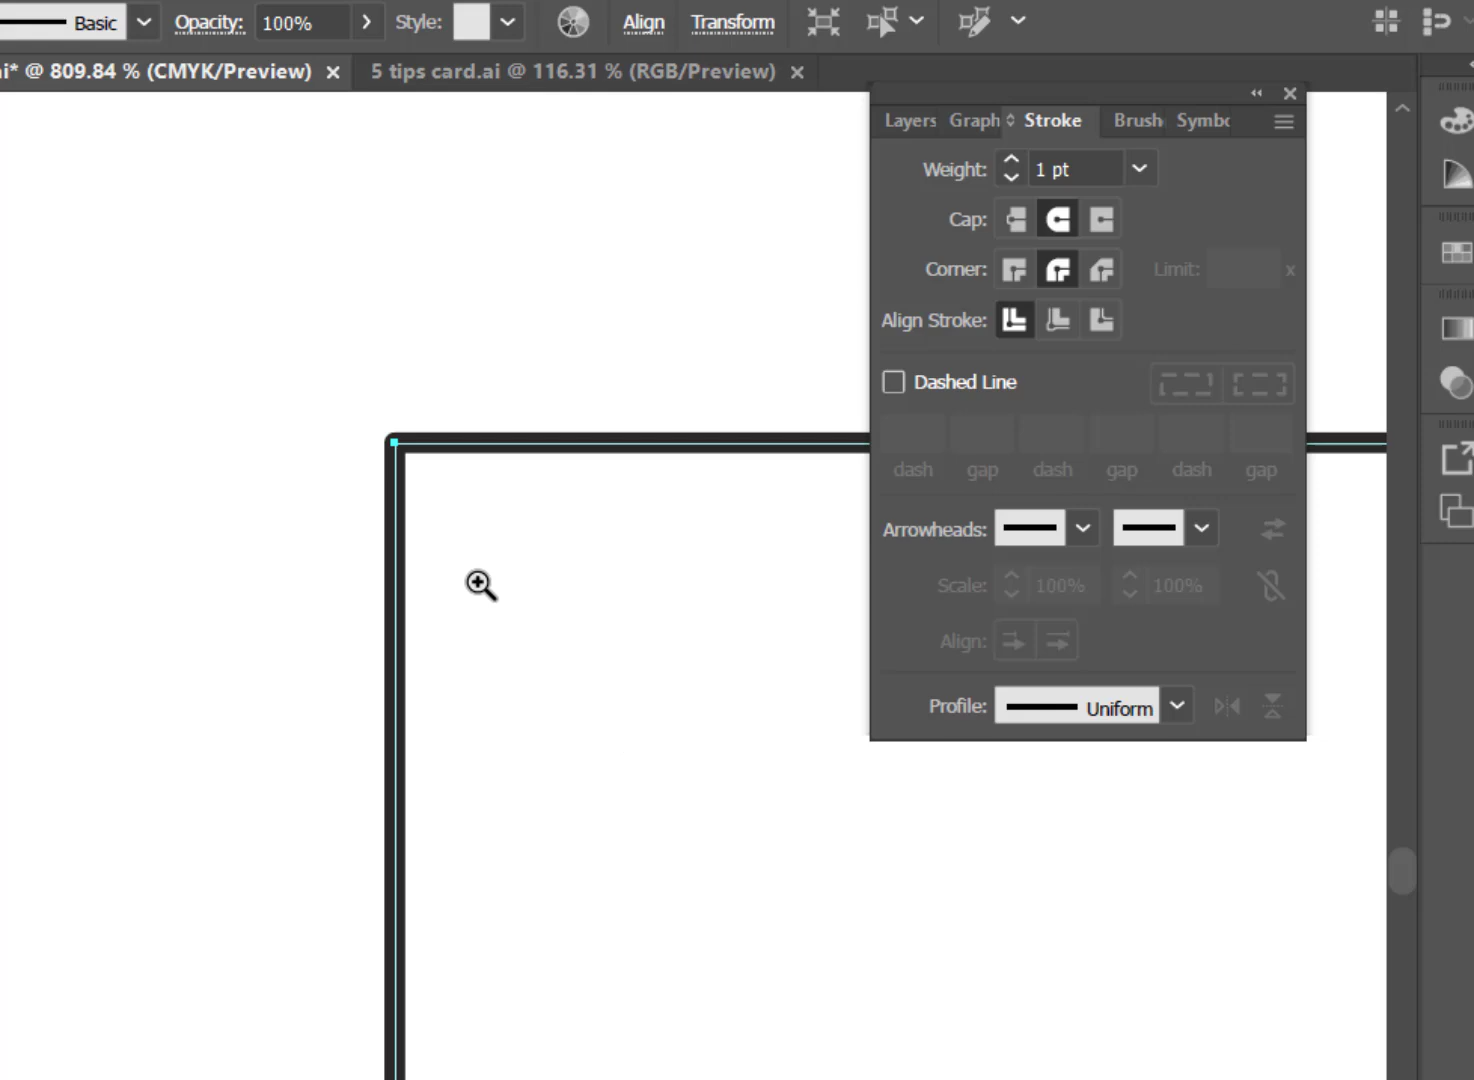 Basic Opacity: 100% Style: Align Transform
i* @ 809.84 % (CMYK/Preview) × 5 tips card.ai @ 116.31 % (RGB/Preview) ×
Layers Graph Stroke Brush Symbo
Weight: 1 pt
Cap:
Corner: Limit: x
Align Stroke:
Dashed Line
dash gap dash gap dash gap
Arrowheads:
Scale: 100% 100%
Align:
Profile: Uniform